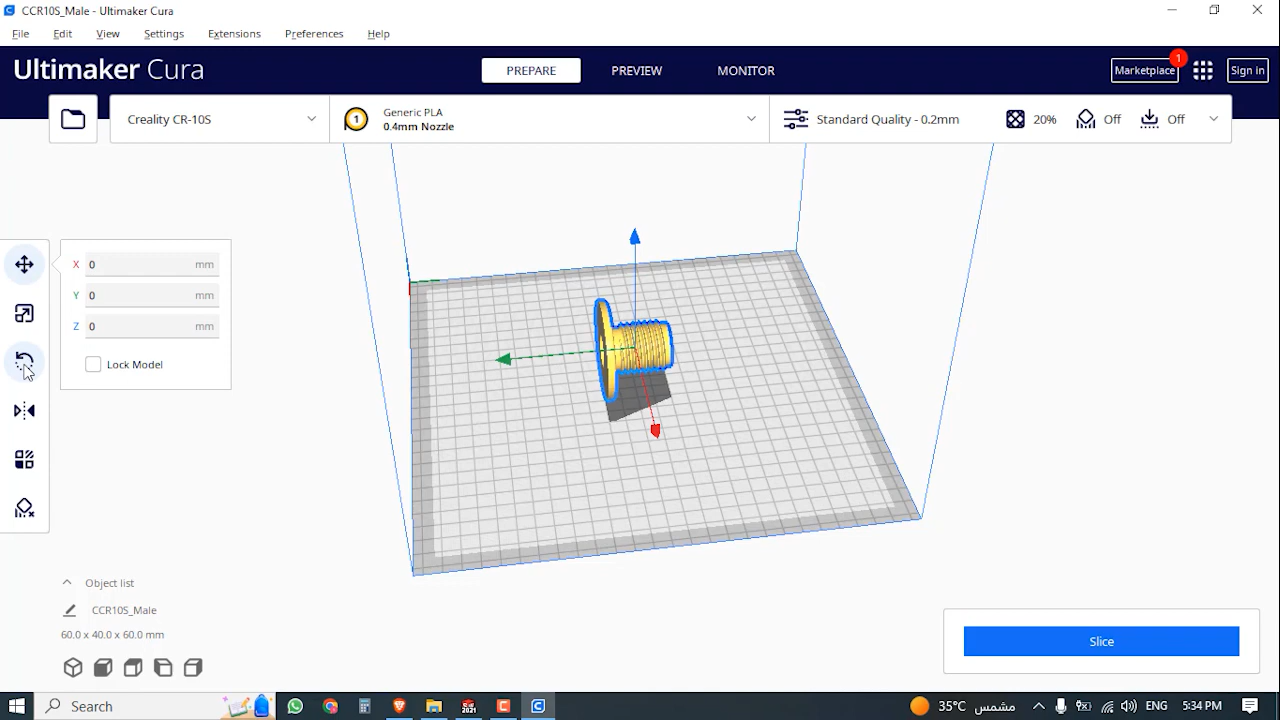 CCR10S_Male - Ultimaker Cura
File Edit View Settings Extensions Preferences Help
Ultimaker Cura
PREPARE PREVIEW MONITOR
Marketplace 1 Sign in
Creality CR-10S
1 Generic PLA
0.4mm Nozzle
Standard Quality - 0.2mm 20% Off Off
X 0 mm
Y 0 mm
Z 0 mm
Lock Model
Object list
CCR10S_Male
60.0 x 40.0 x 60.0 mm
Slice
Search
35°C مشمس ENG 5:34 PM